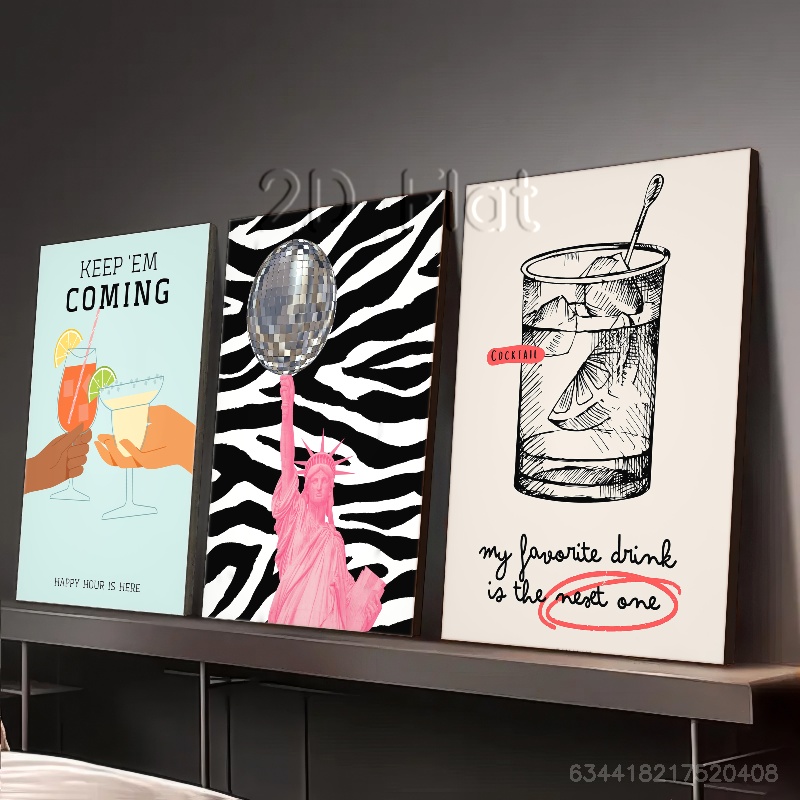 2D Flat
KEEP 'EM
COMING
HAPPY HOUR IS HERE
COCKTAIL
my favorite drink
is the next one
634418217520408